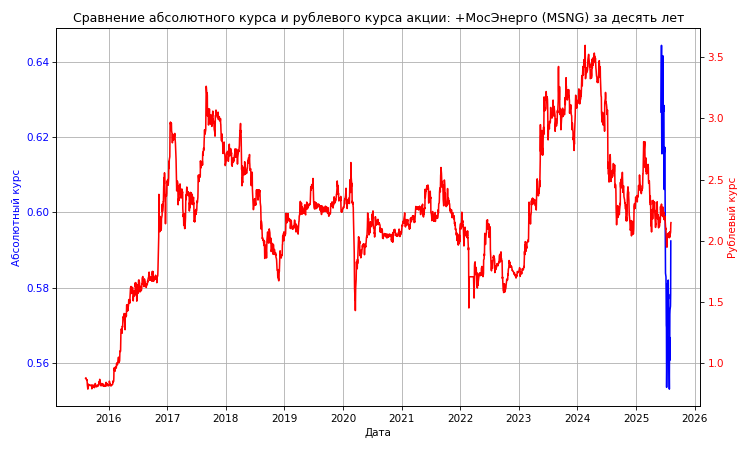 Сравнение абсолютного курса и рублевого курса акции: +МосЭнерго (MSNG) за десять лет
0.64
0.62
0.60
0.58
0.56
Абсолютный курс
3.5
3.0
2.5
2.0
1.5
1.0
Рублевый курс
2016 2017 2018 2019 2020 2021 2022 2023 2024 2025 2026
Дата